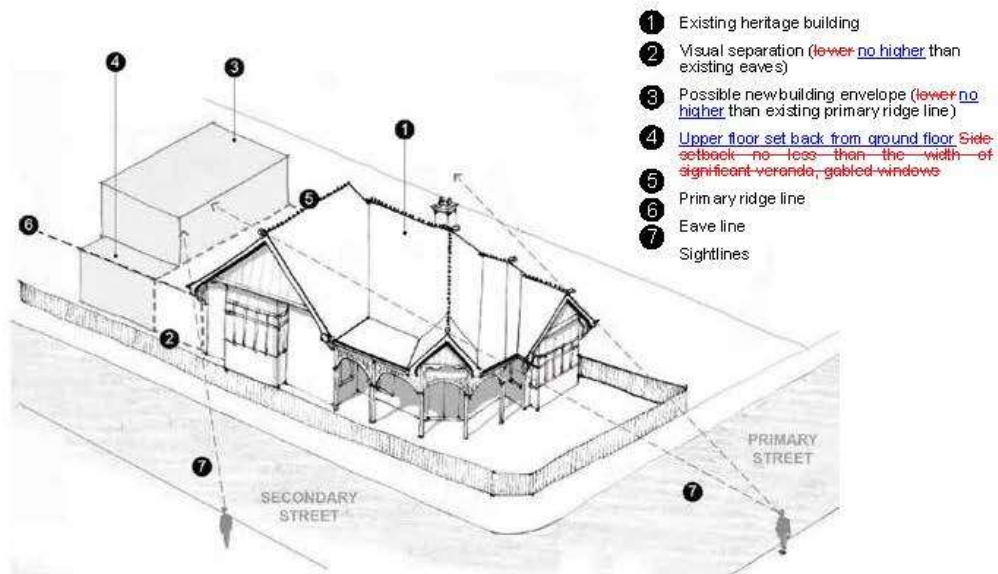 1 Existing heritage building
2 Visual separation (lower no higher than
existing eaves)
3 Possible new building envelope (lower no
higher than existing primary ridge line)
4 Upper floor set back from ground floor Side
setback no less than the width of
significant veranda, gabled windows
5
6 Primary ridge line
7 Eave line
Sightlines
4
3
1
5
6
2
7
SECONDARY
STREET
7
PRIMARY
STREET